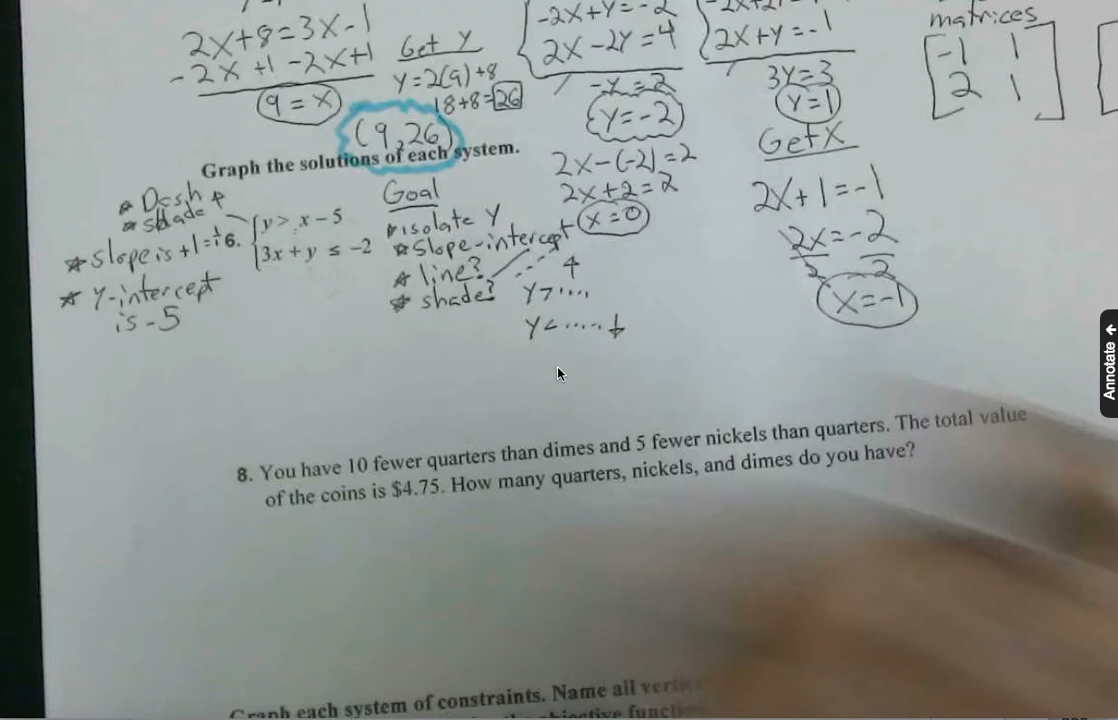 2x+8=3x-1
-2x +1 -2x+1
9 = x
Get Y
Y=2(9)+8
18+8=26
(9,26)
-2x+y=-2
2x-2y=4
-y=2
y=-2
2x-(-2)=2
2x+2=2
x=0
2x+y=-1
3y=3
y=1
Get X
2x+1=-1
2x=-2
2 2
x=-1
matrices
-1 1
2 1
Graph the solutions of each system.
Dash
shade
slope is +1=
Y-intercept
is -5
6. y > x - 5
3x + y ≤ -2
Goal
isolate Y
slope-intercept
line?
shade?
Y>....
Y<.....
8. You have 10 fewer quarters than dimes and 5 fewer nickels than quarters. The total value
of the coins is $4.75. How many quarters, nickels, and dimes do you have?
Graph each system of constraints. Name all
objective function
Annotate